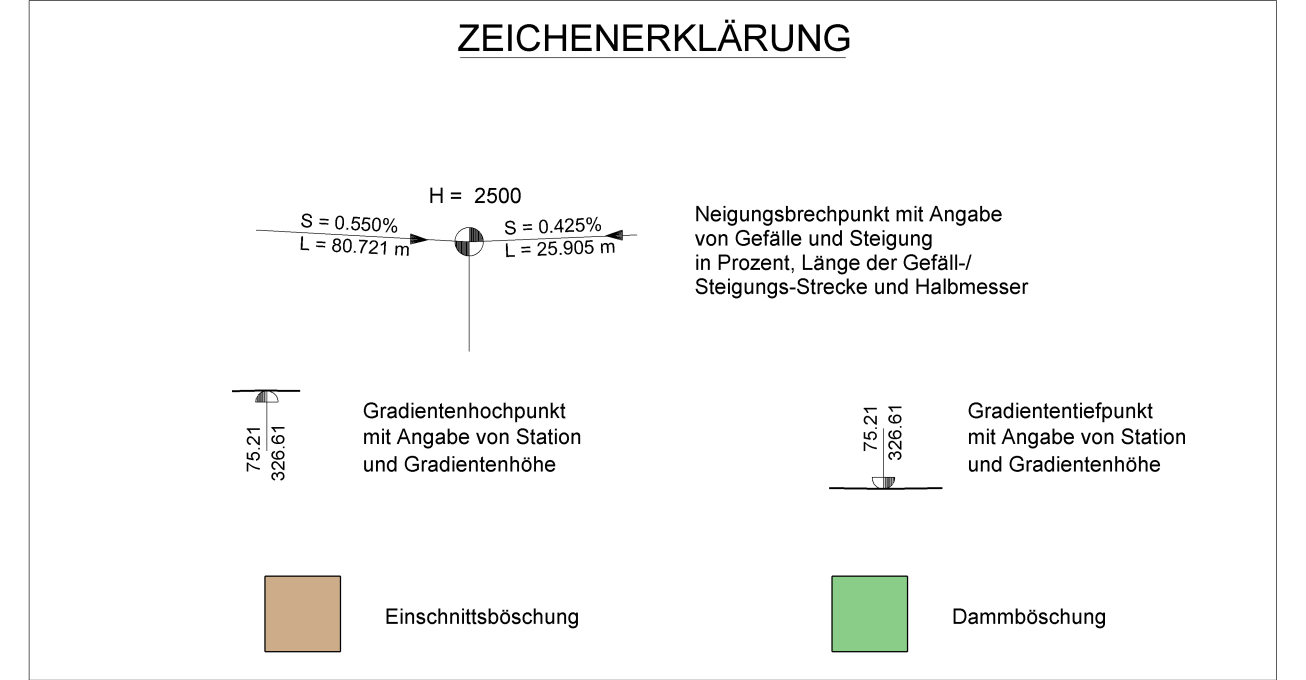 ZEICHENERKLÄRUNG
H = 2500
S = 0.550%
L = 80.721 m
S = 0.425%
L = 25.905 m
Neigungsbrechpunkt mit Angabe
von Gefälle und Steigung
in Prozent, Länge der Gefäll-/
Steigungs-Strecke und Halbmesser
75.21
326.61
Gradientenhochpunkt
mit Angabe von Station
und Gradientenhöhe
75.21
326.61
Gradiententiefpunkt
mit Angabe von Station
und Gradientenhöhe
Einschnittsböschung
Dammböschung